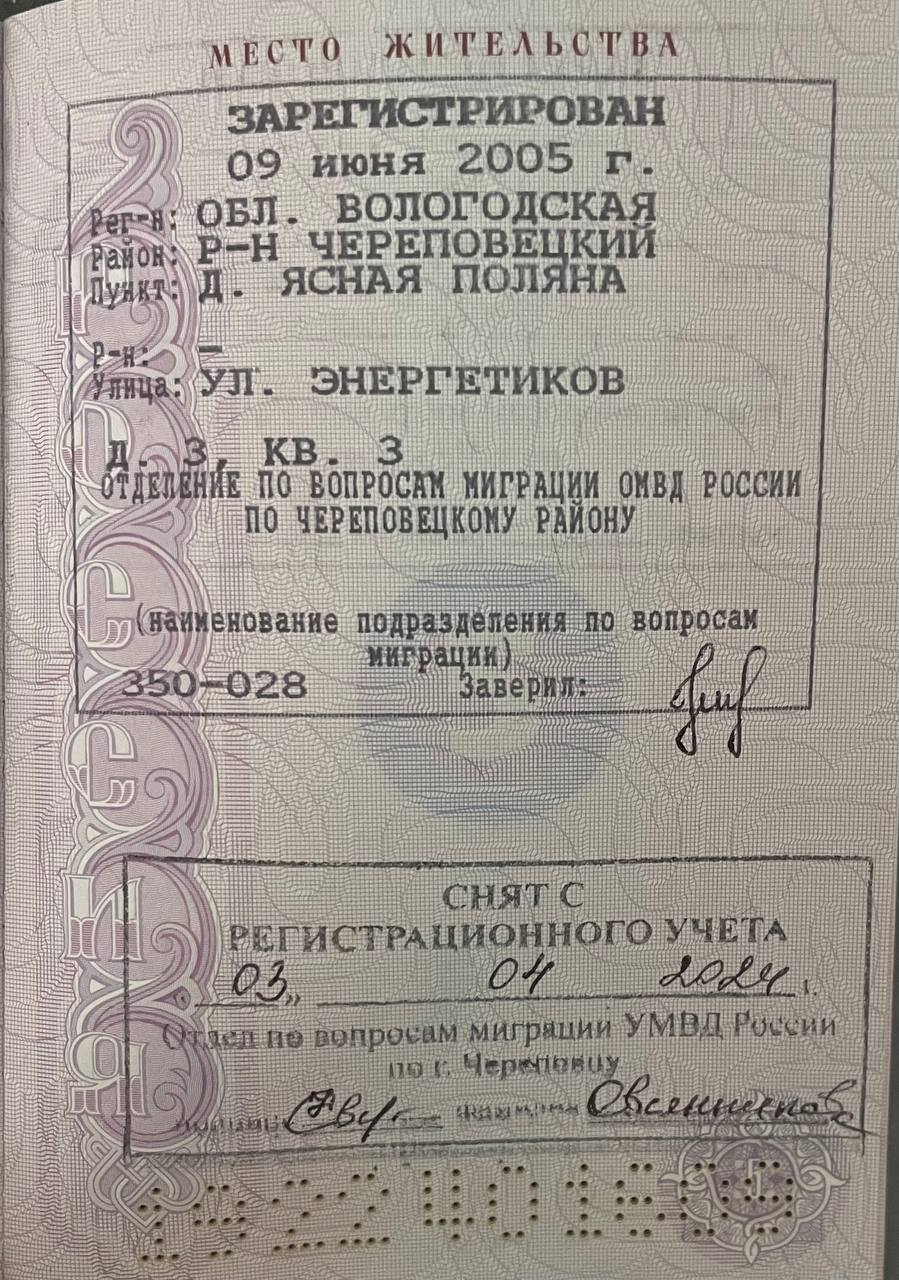 МЕСТО ЖИТЕЛЬСТВА
ЗАРЕГИСТРИРОВАН
09 июня 2005 г.
Рег-н: ОБЛ. ВОЛОГОДСКАЯ
Район: Р-Н ЧЕРЕПОВЕЦКИЙ
Пункт: Д. ЯСНАЯ ПОЛЯНА
Р-н: –
Улица: УЛ. ЭНЕРГЕТИКОВ
Д. 3, КВ. 3
ОТДЕЛЕНИЕ ПО ВОПРОСАМ МИГРАЦИИ ОМВД РОССИИ
ПО ЧЕРЕПОВЕЦКОМУ РАЙОНУ
(наименование подразделения по вопросам
миграции)
350-028 Заверил:
СНЯТ С
РЕГИСТРАЦИОННОГО УЧЕТА
03 04 2024 г.
Отдел по вопросам миграции УМВД России
по г. Череповцу
РОССИЯ